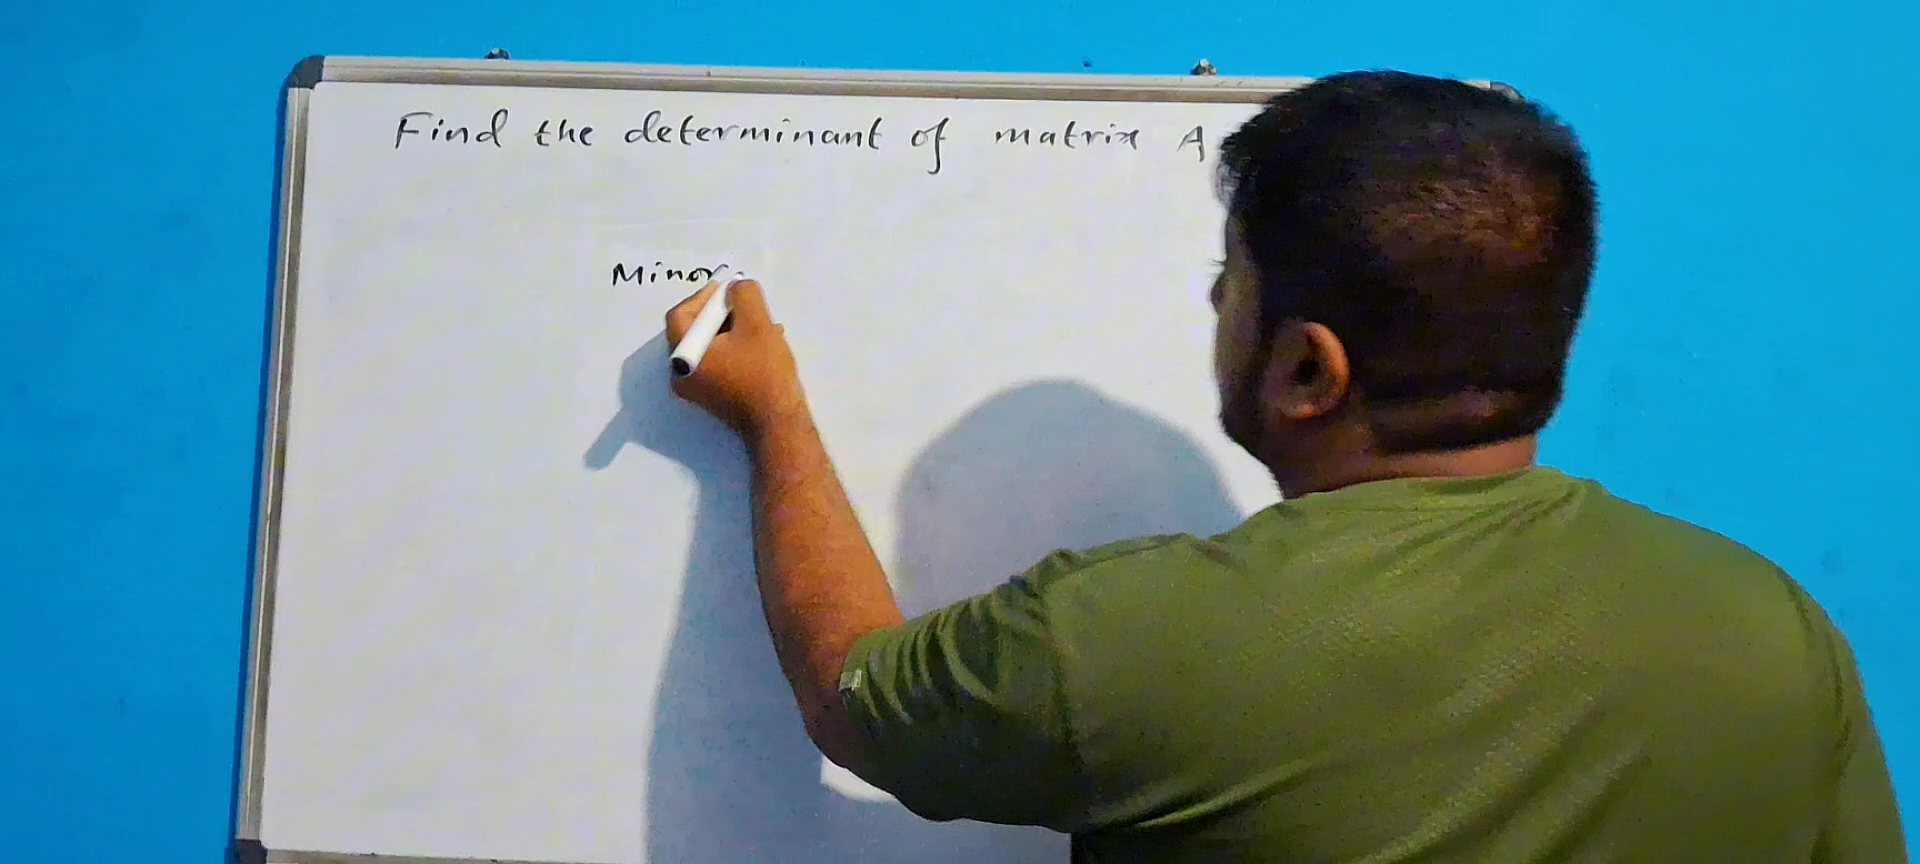 Find the determinant of matrix A
Minor